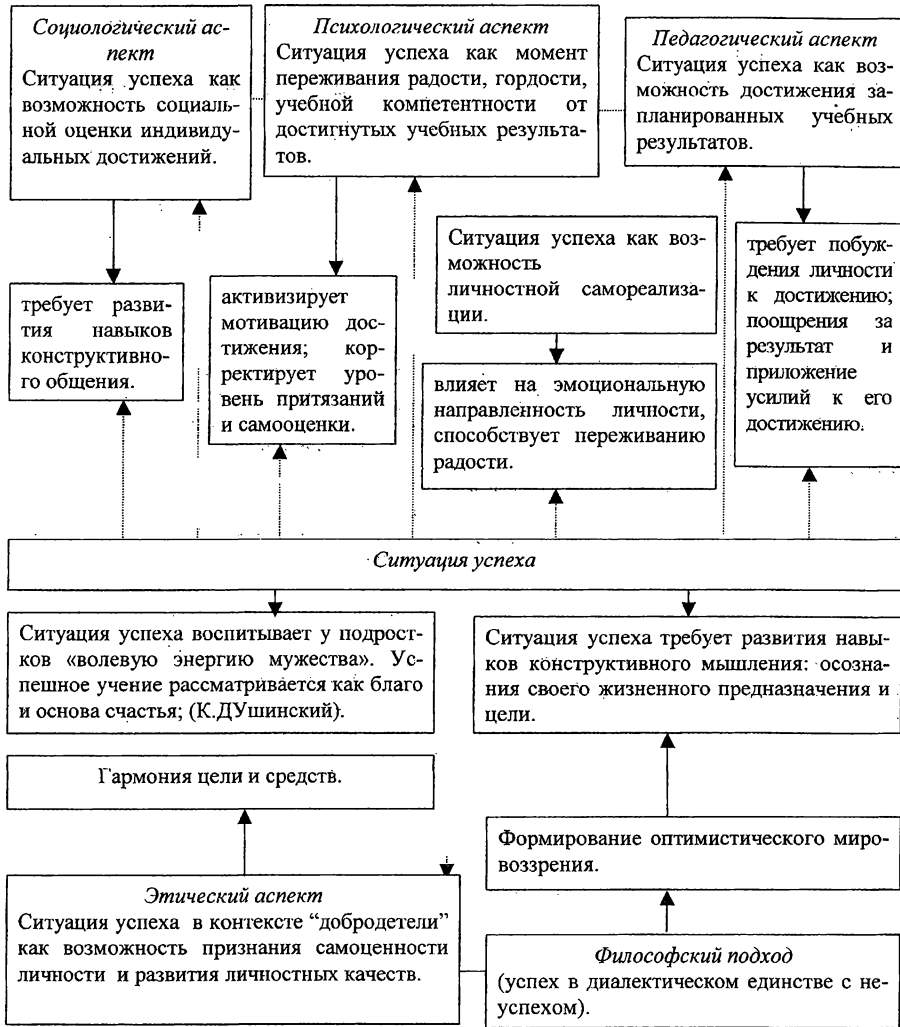 Социологический ас-
пект
Ситуация успеха как
возможность социаль-
ной оценки индивиду-
альных достижений.
Психологический аспект
Ситуация успеха как момент
переживания радости, гордости,
учебной компетентности от
достигнутых учебных результа-
тов.
Педагогический аспект
Ситуация успеха как воз-
можность достижения за-
планированных учебных
результатов.
требует разви-
тия навыков
конструктивно-
го общения.
активизирует
мотивацию дос-
тижения; кор-
ректирует уро-
вень притязаний
и самооценки.
Ситуация успеха как воз-
можность
личностной самореализа-
ции.
влияет на эмоциональную
направленность личности,
способствует переживанию
радости.
требует побуж-
дения личности
к достижению;
поощрения за
результат и
приложение
усилий к его
достижению.
Ситуация успеха
Ситуация успеха воспитывает у подрост-
ков «волевую энергию мужества». Ус-
пешное учение рассматривается как благо
и основа счастья; (К.ДУшинский).
Ситуация успеха требует развития навы-
ков конструктивного мышления: осозна-
ния своего жизненного предназначения и
цели.
Гармония цели и средств.
Формирование оптимистического миро-
воззрения.
Этический аспект
Ситуация успеха в контексте “добродетели”
как возможность признания самоценности
личности и развития личностных качеств.
Философский подход
(успех в диалектическом единстве с не-
успехом).